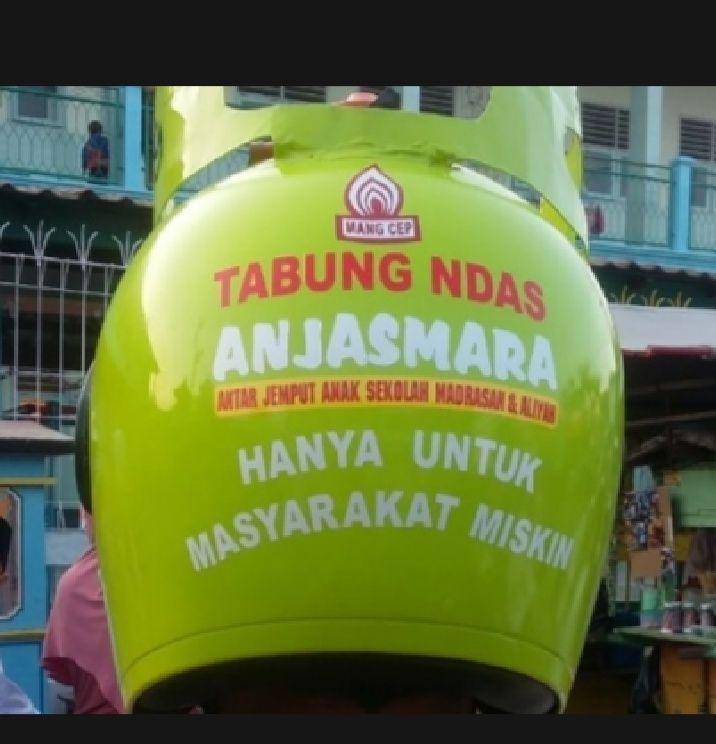 MANG CEP
TABUNG NDAS
ANJASMARA
ANTAR JEMPUT ANAK SEKOLAH MADRASAH & ALIYAH
HANYA UNTUK
MASYARAKAT MISKIN